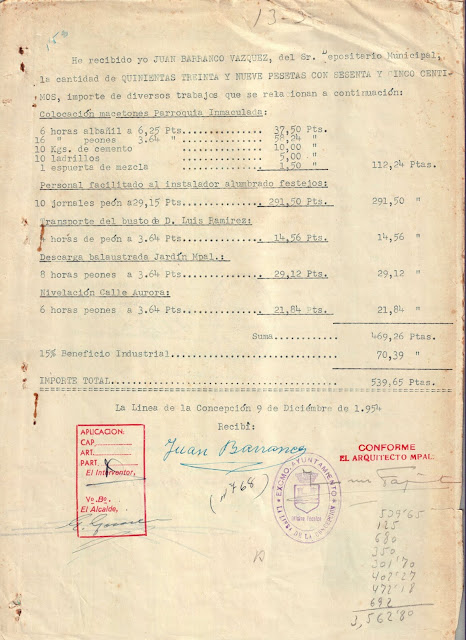 13-
He recibido yo JUAN BARRANCO VAZQUEZ, del Sr. Depositario Municipal,
la cantidad de QUINIENTAS TREINTA Y NUEVE PESETAS CON SESENTA Y CINCO CENTI-
MOS, importe de diversos trabajos que se relacionan a continuación:
Colocación macetones Parroquia Inmaculada:
6 horas albañil a 6,25 Pts............... 37,50 Pts.
16 " peones 3.64 " ............... 58,24 "
10 Kgs. de cemento ............... 10,00 "
10 ladrillos ............... 5,00 "
1 espuerta de mezcla ............... 1,50 " 112,24 Ptas.
Personal facilitado al instalador alumbrado festejos:
10 jornales peón a 29,15 Pts............... 291,50 Pts. 291,50 "
Transporte del busto de D. Luis Ramirez:
4 horas de peón a 3.64 Pts............... 14,56 Pts. 14,56 "
Descarga balaustrada Jardín Mpal.:
8 horas peones a 3.64 Pts............... 29,12 Pts. 29,12 "
Nivelación Calle Aurora:
6 horas peones a 3.64 Pts............... 21,84 Pts. 21,84 "
Suma............ 469,26 Ptas.
15% Beneficio Industrial............... 70,39 "
IMPORTE TOTAL............... 539,65 Ptas.
La Línea de la Concepción 9 de Diciembre de 1.954
Recibí:
Juan Barranco
APLICACION:
CAP
ART.
PART.
El Interventor,
Vº.Bº.
El Alcalde,
(nº 768)
EXCMO. AYUNTAMIENTO
DE LA CONCEPCION
CONFORME
EL ARQUITECTO MPAL.
539'65
125
680
350
301'70
402'27
472'18
692
3,562'80